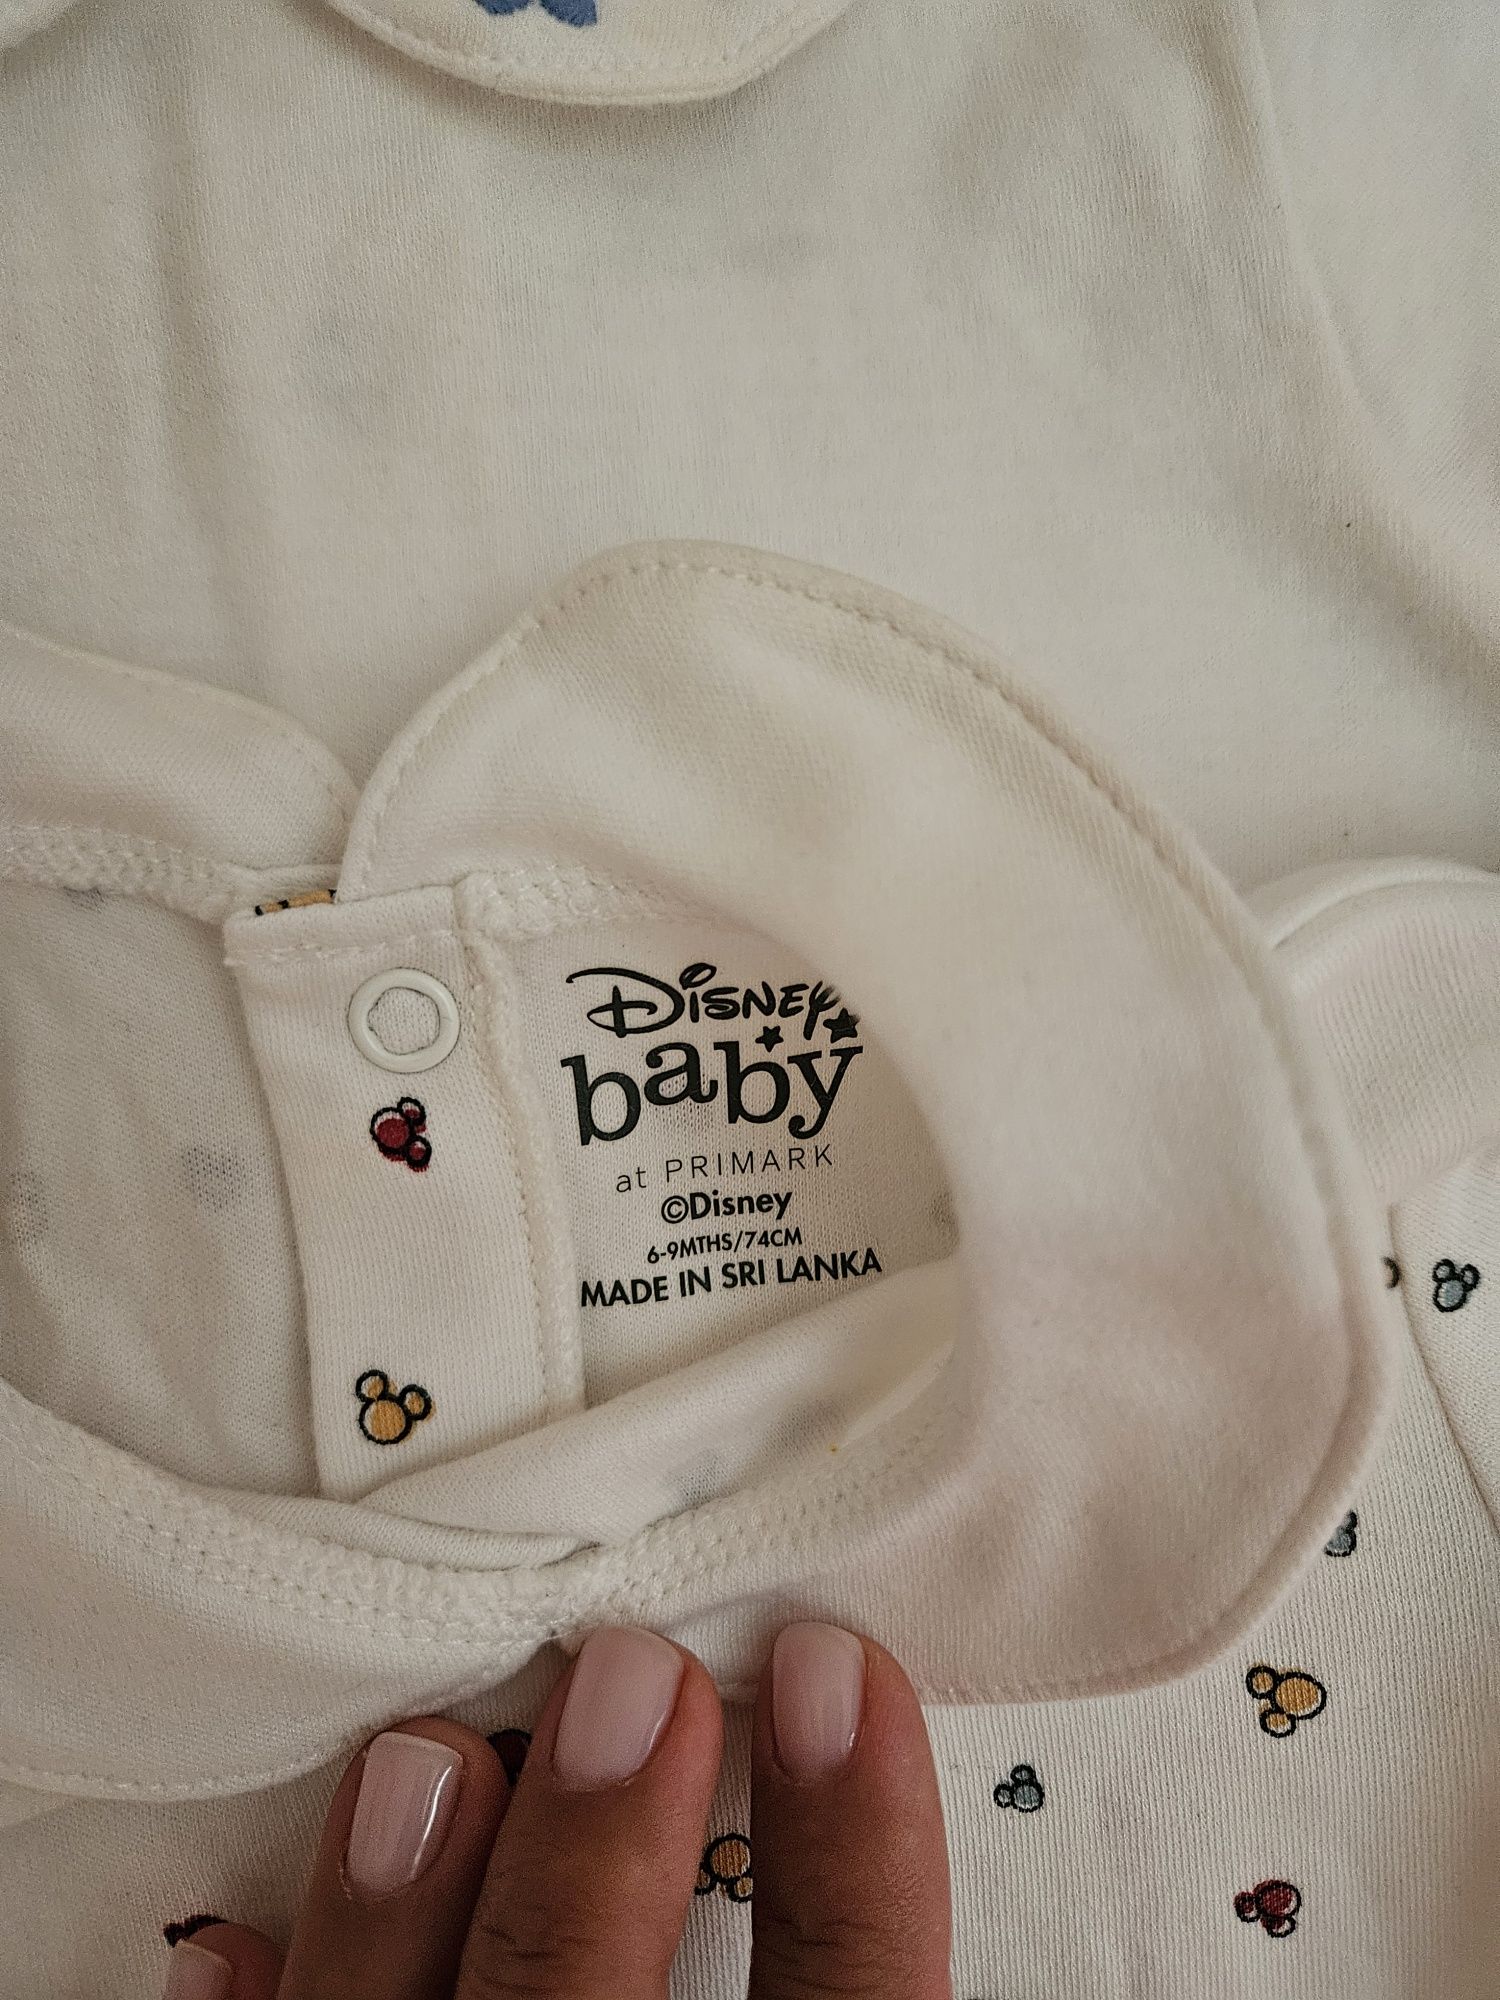 Disney
baby
at PRIMARK
©Disney
6-9MTHS/74CM
MADE IN SRI LANKA